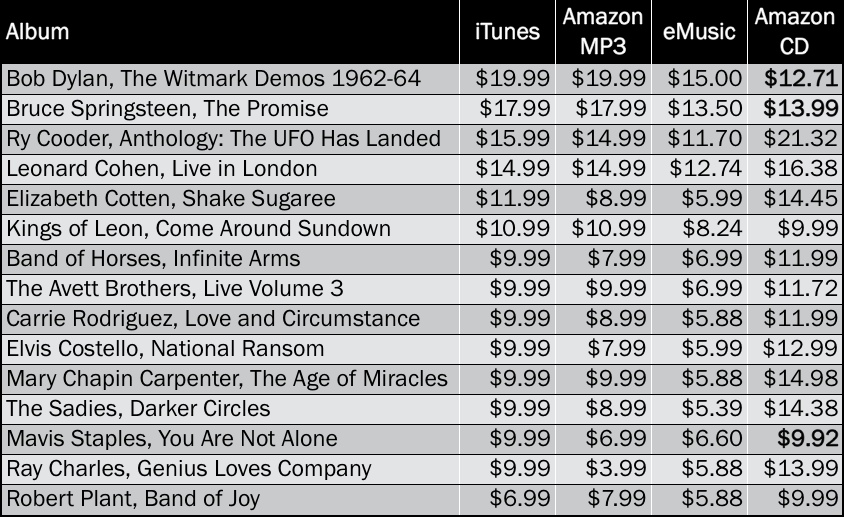 Album iTunes Amazon MP3 eMusic Amazon CD
Bob Dylan, The Witmark Demos 1962-64 $19.99 $19.99 $15.00 $12.71
Bruce Springsteen, The Promise $17.99 $17.99 $13.50 $13.99
Ry Cooder, Anthology: The UFO Has Landed $15.99 $14.99 $11.70 $21.32
Leonard Cohen, Live in London $14.99 $14.99 $12.74 $16.38
Elizabeth Cotten, Shake Sugaree $11.99 $8.99 $5.99 $14.45
Kings of Leon, Come Around Sundown $10.99 $10.99 $8.24 $9.99
Band of Horses, Infinite Arms $9.99 $7.99 $6.99 $11.99
The Avett Brothers, Live Volume 3 $9.99 $9.99 $6.99 $11.72
Carrie Rodriguez, Love and Circumstance $9.99 $8.99 $5.88 $11.99
Elvis Costello, National Ransom $9.99 $7.99 $5.99 $12.99
Mary Chapin Carpenter, The Age of Miracles $9.99 $9.99 $5.88 $14.98
The Sadies, Darker Circles $9.99 $8.99 $5.39 $14.38
Mavis Staples, You Are Not Alone $9.99 $6.99 $6.60 $9.92
Ray Charles, Genius Loves Company $9.99 $3.99 $5.88 $13.99
Robert Plant, Band of Joy $6.99 $7.99 $5.88 $9.99